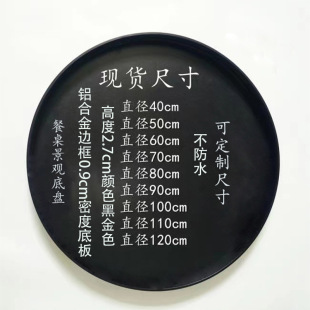 现货尺寸
餐桌景观底盘
铝合金边框0.9cm密度底板
高度2.7cm颜色黑金色
直径40cm
直径50cm
直径60cm
直径70cm
直径80cm
直径90cm
直径100cm
直径110cm
直径120cm
不防水
可定制尺寸